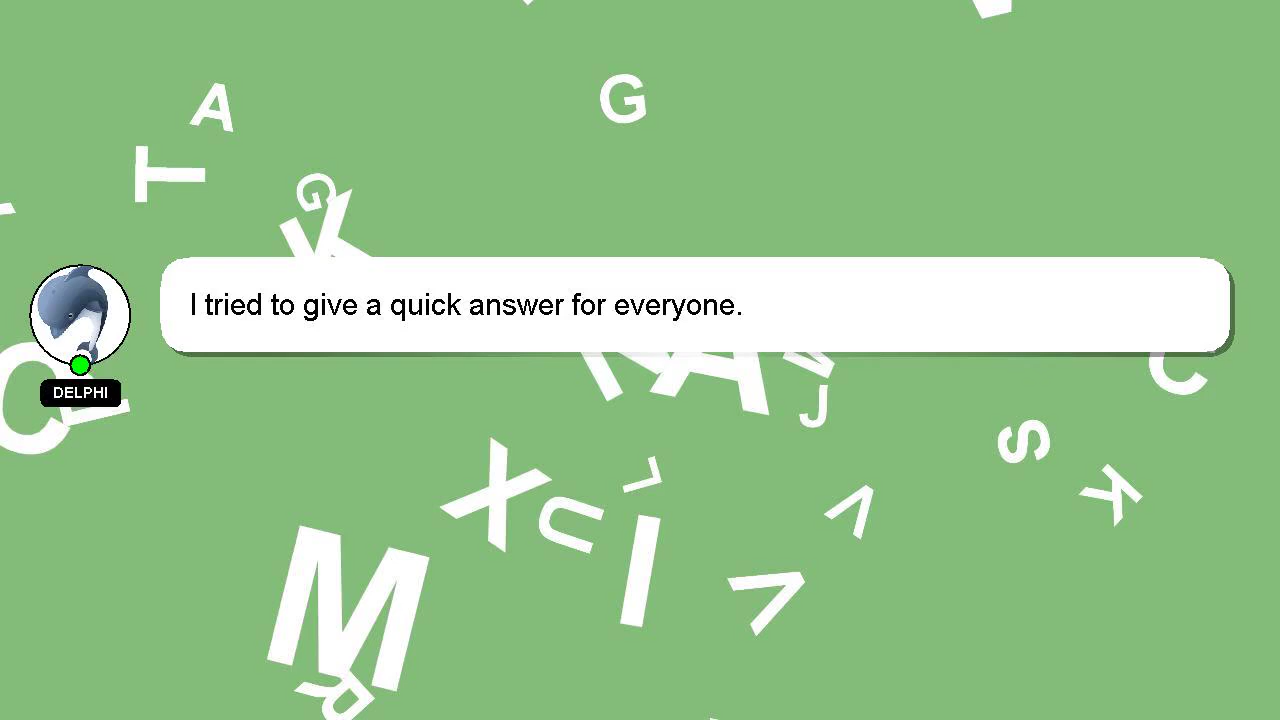 A
G
T
G
K
I tried to give a quick answer for everyone.
DELPHI
A
J
C
C
S
X
L
K
U
I
V
V
M
R